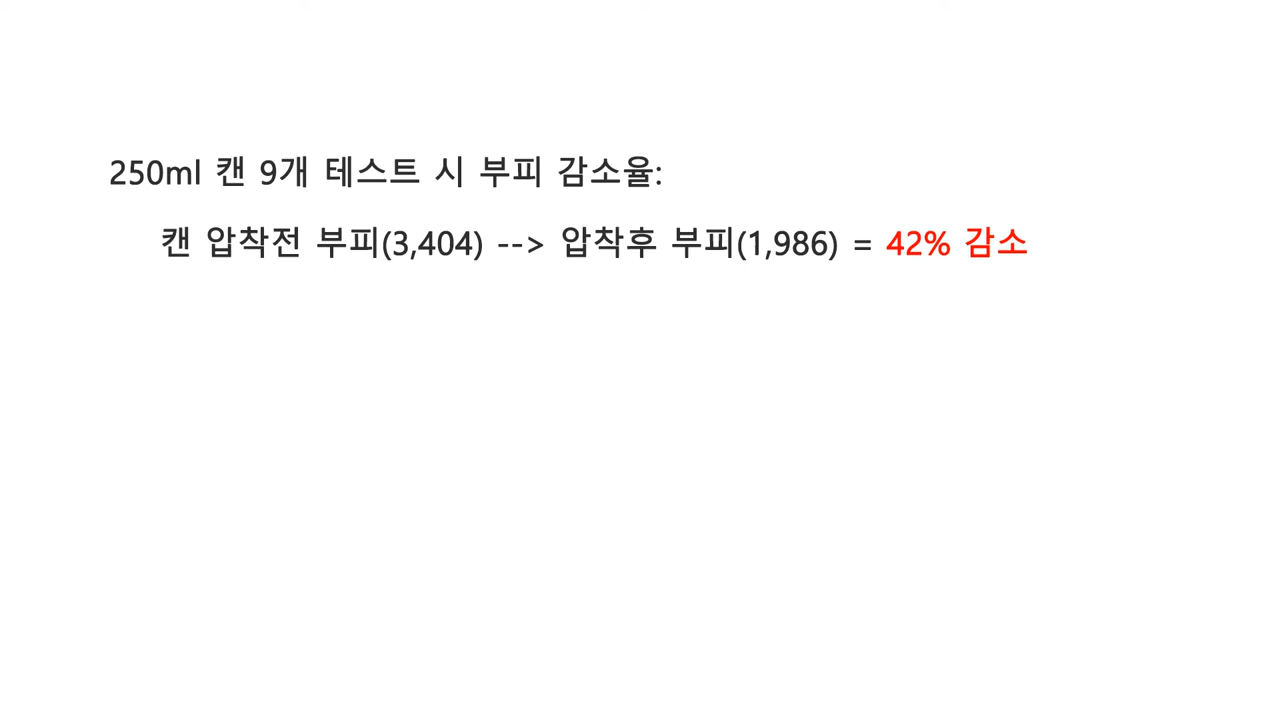 250ml 캔 9개 테스트 시 부피 감소율:
캔 압착전 부피(3,404) --> 압착후 부피(1,986) = 42% 감소